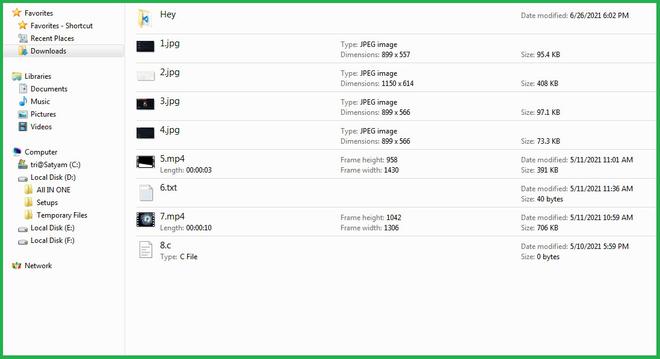 Favorites
Favorites - Shortcut
Recent Places
Downloads
Libraries
Documents
Music
Pictures
Videos
Computer
tri@Satyam (C:)
Local Disk (D:)
All IN ONE
Setups
Temporary Files
Local Disk (E:)
Local Disk (F:)
Network
Hey
Date modified: 6/26/2021 6:02 PM
1.jpg
Type: JPEG image
Dimensions: 899 x 557
Size: 95.4 KB
2.jpg
Type: JPEG image
Dimensions: 1150 x 614
Size: 408 KB
3.jpg
Type: JPEG image
Dimensions: 899 x 566
Size: 97.1 KB
4.jpg
Type: JPEG image
Dimensions: 899 x 566
Size: 73.3 KB
5.mp4
Length: 00:00:03
Frame height: 958
Frame width: 1430
Date modified: 5/11/2021 11:01 AM
Size: 391 KB
6.txt
Date modified: 5/11/2021 11:36 AM
Size: 40 bytes
7.mp4
Length: 00:00:10
Frame height: 1042
Frame width: 1306
Date modified: 5/11/2021 10:59 AM
Size: 706 KB
8.c
Type: C File
Date modified: 5/10/2021 5:59 PM
Size: 0 bytes